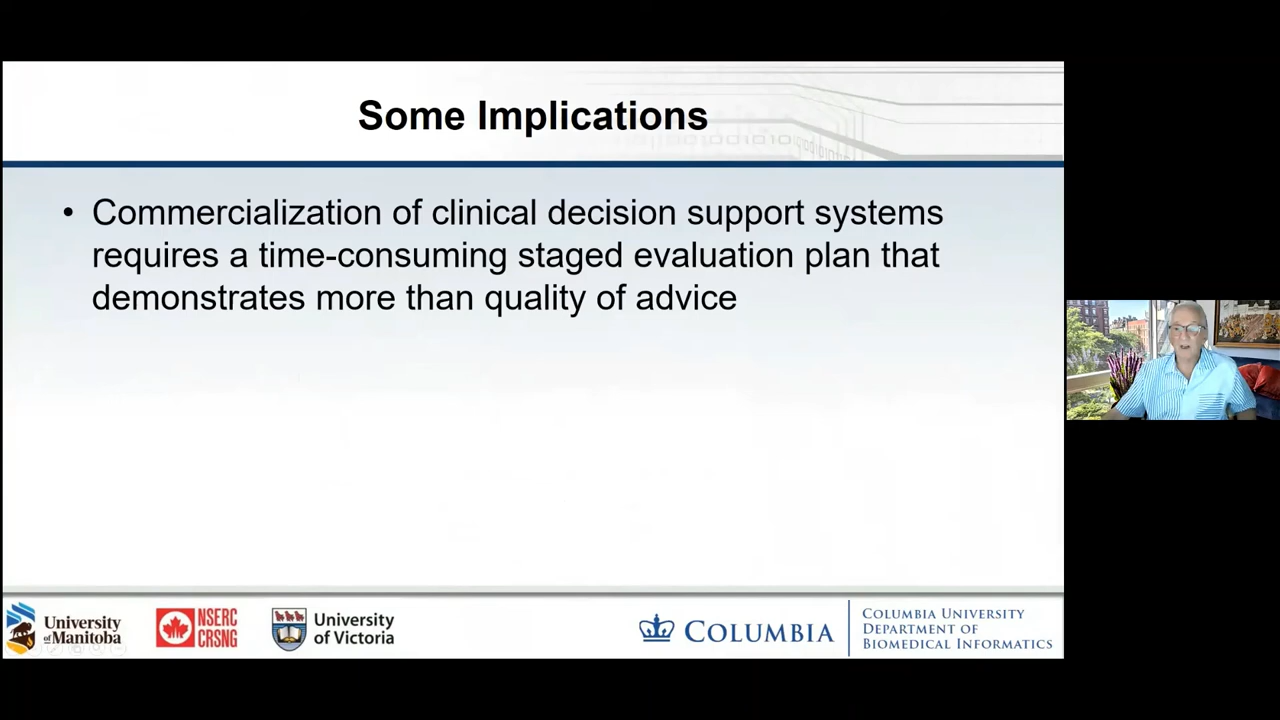 Some Implications
• Commercialization of clinical decision support systems
requires a time-consuming staged evaluation plan that
demonstrates more than quality of advice
University
of Manitoba
NSERC
CRSNG
University
of Victoria
COLUMBIA
COLUMBIA UNIVERSITY
DEPARTMENT OF
BIOMEDICAL INFORMATICS